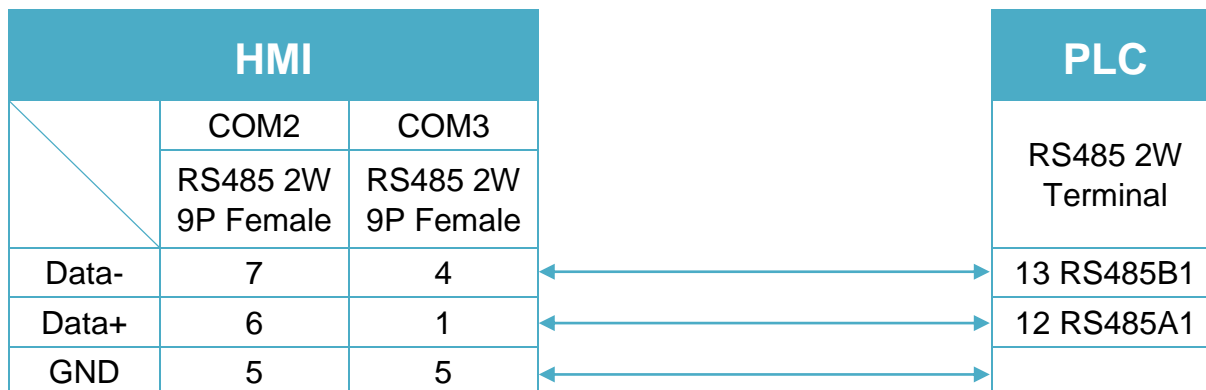 HMI
PLC
COM2 COM3
RS485 2W
9P Female
RS485 2W
9P Female
RS485 2W
Terminal
Data- 7 4 13 RS485B1
Data+ 6 1 12 RS485A1
GND 5 5